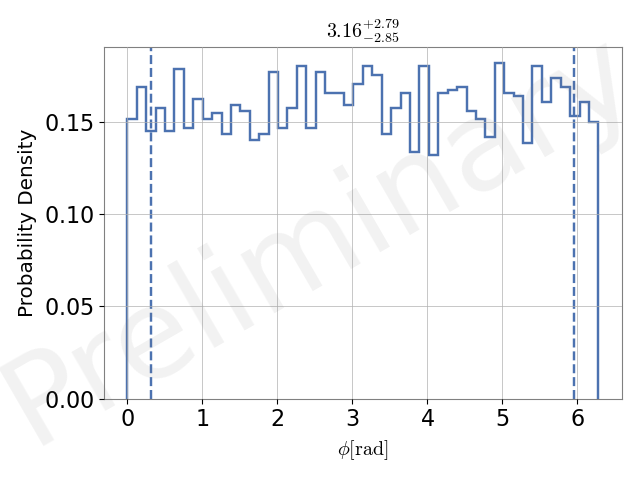 3.16^{+2.79}_{-2.85}
Probability Density
0.15
0.10
0.05
0.00
0 1 2 3 4 5 6
ϕ[rad]
Preliminary